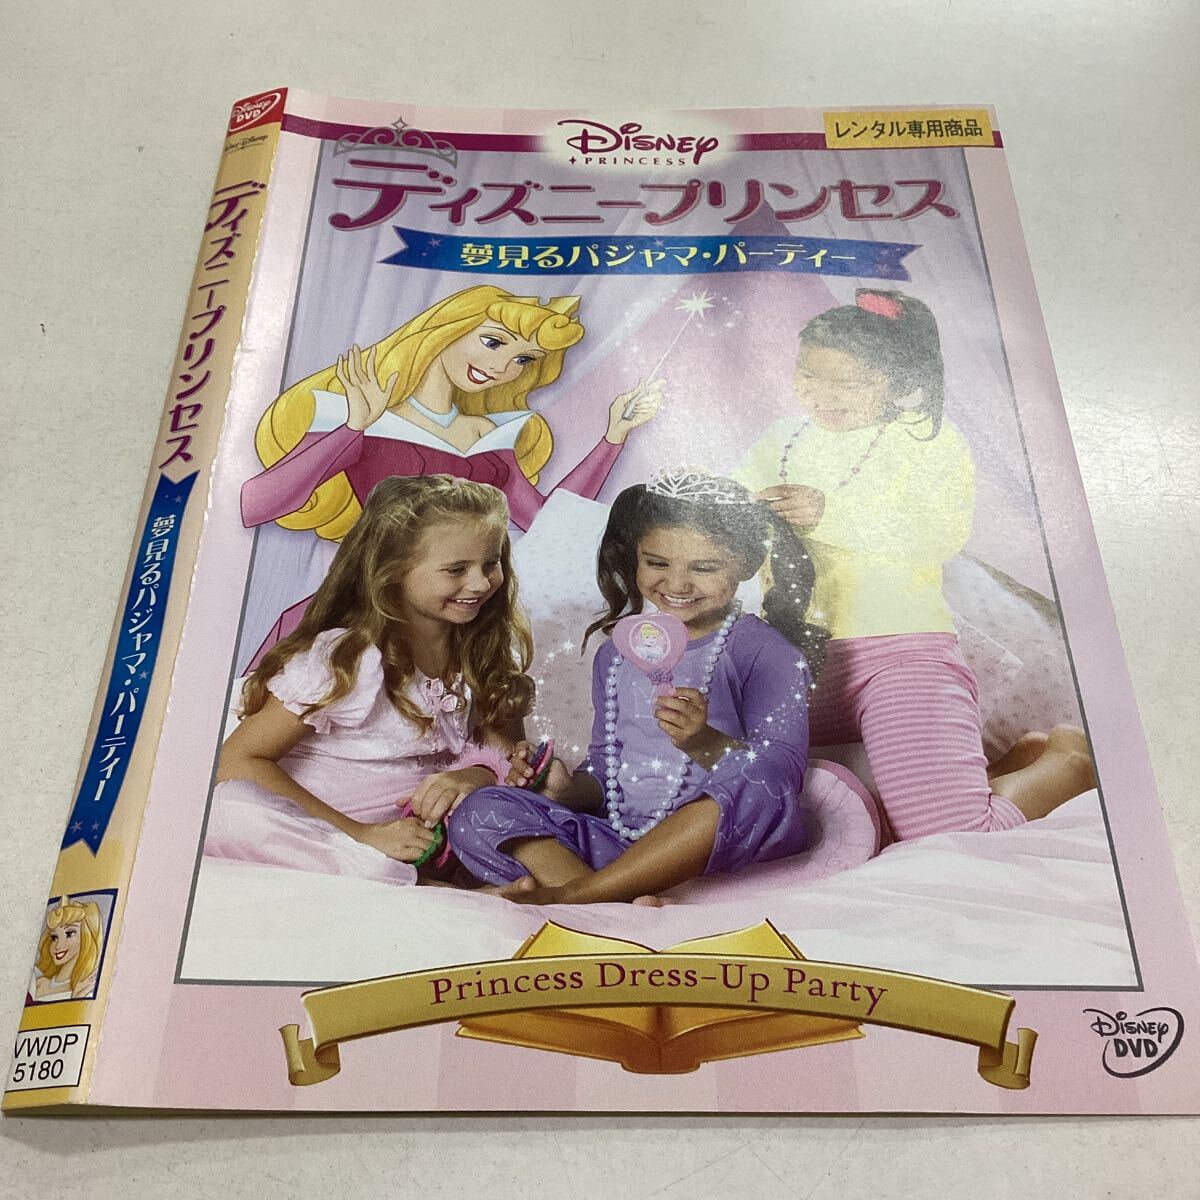 DISNEY
DVD
WALT DISNEY
ディズニープリンセス
夢見るパジャマ・パーティー
VWDP
5180
DISNEY
PRINCESS
レンタル専用商品
ディズニープリンセス
夢見るパジャマ・パーティー
Princess Dress-Up Party
DISNEY
DVD